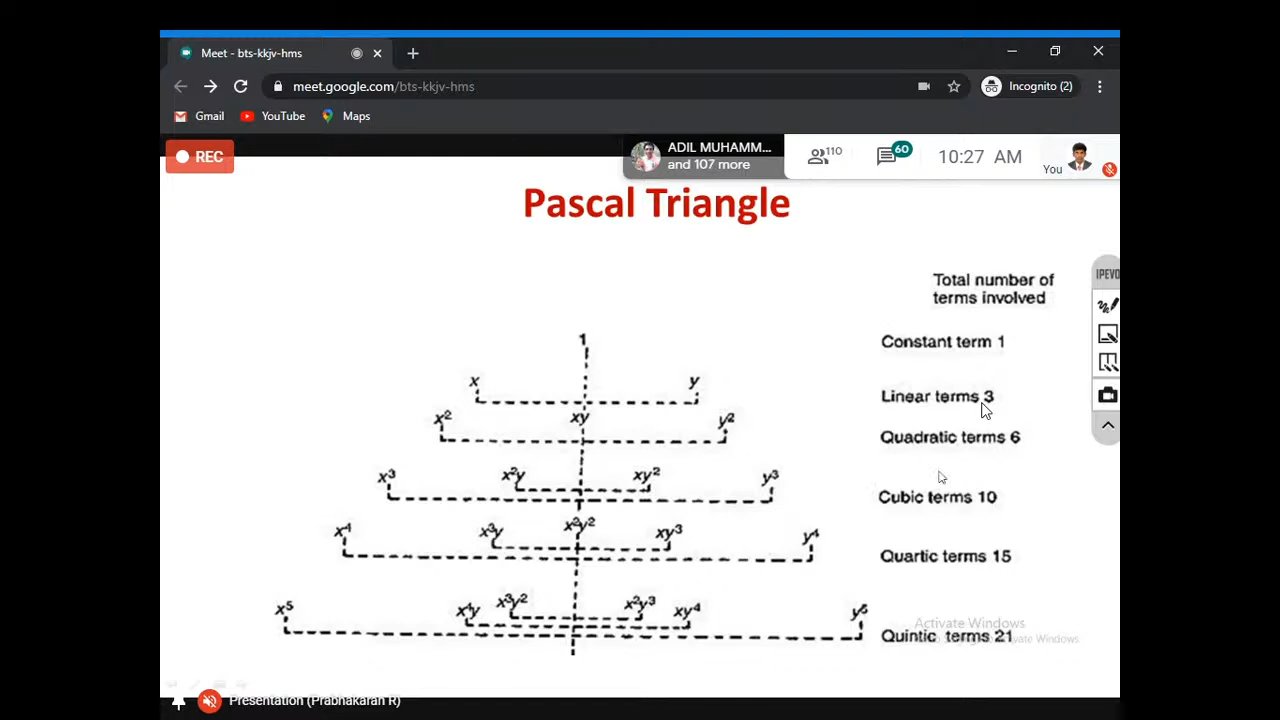 Meet - bts-kkjv-hms
meet.google.com/bts-kkjv-hms
Incognito (2)
Gmail YouTube Maps
REC
ADIL MUHAMM...
and 107 more
110
60
10:27 AM
You
Pascal Triangle
IPEVO
Total number of
terms involved
1
Constant term 1
x y
Linear terms 3
x² xy y²
Quadratic terms 6
x³ x²y xy² y³
Cubic terms 10
x⁴ x³y x²y² xy³ y⁴
Quartic terms 15
x⁵ x⁴y x³y² x²y³ xy⁴ y⁵
Quintic terms 21
Activate Windows
Presentation (Prabhakaran R)